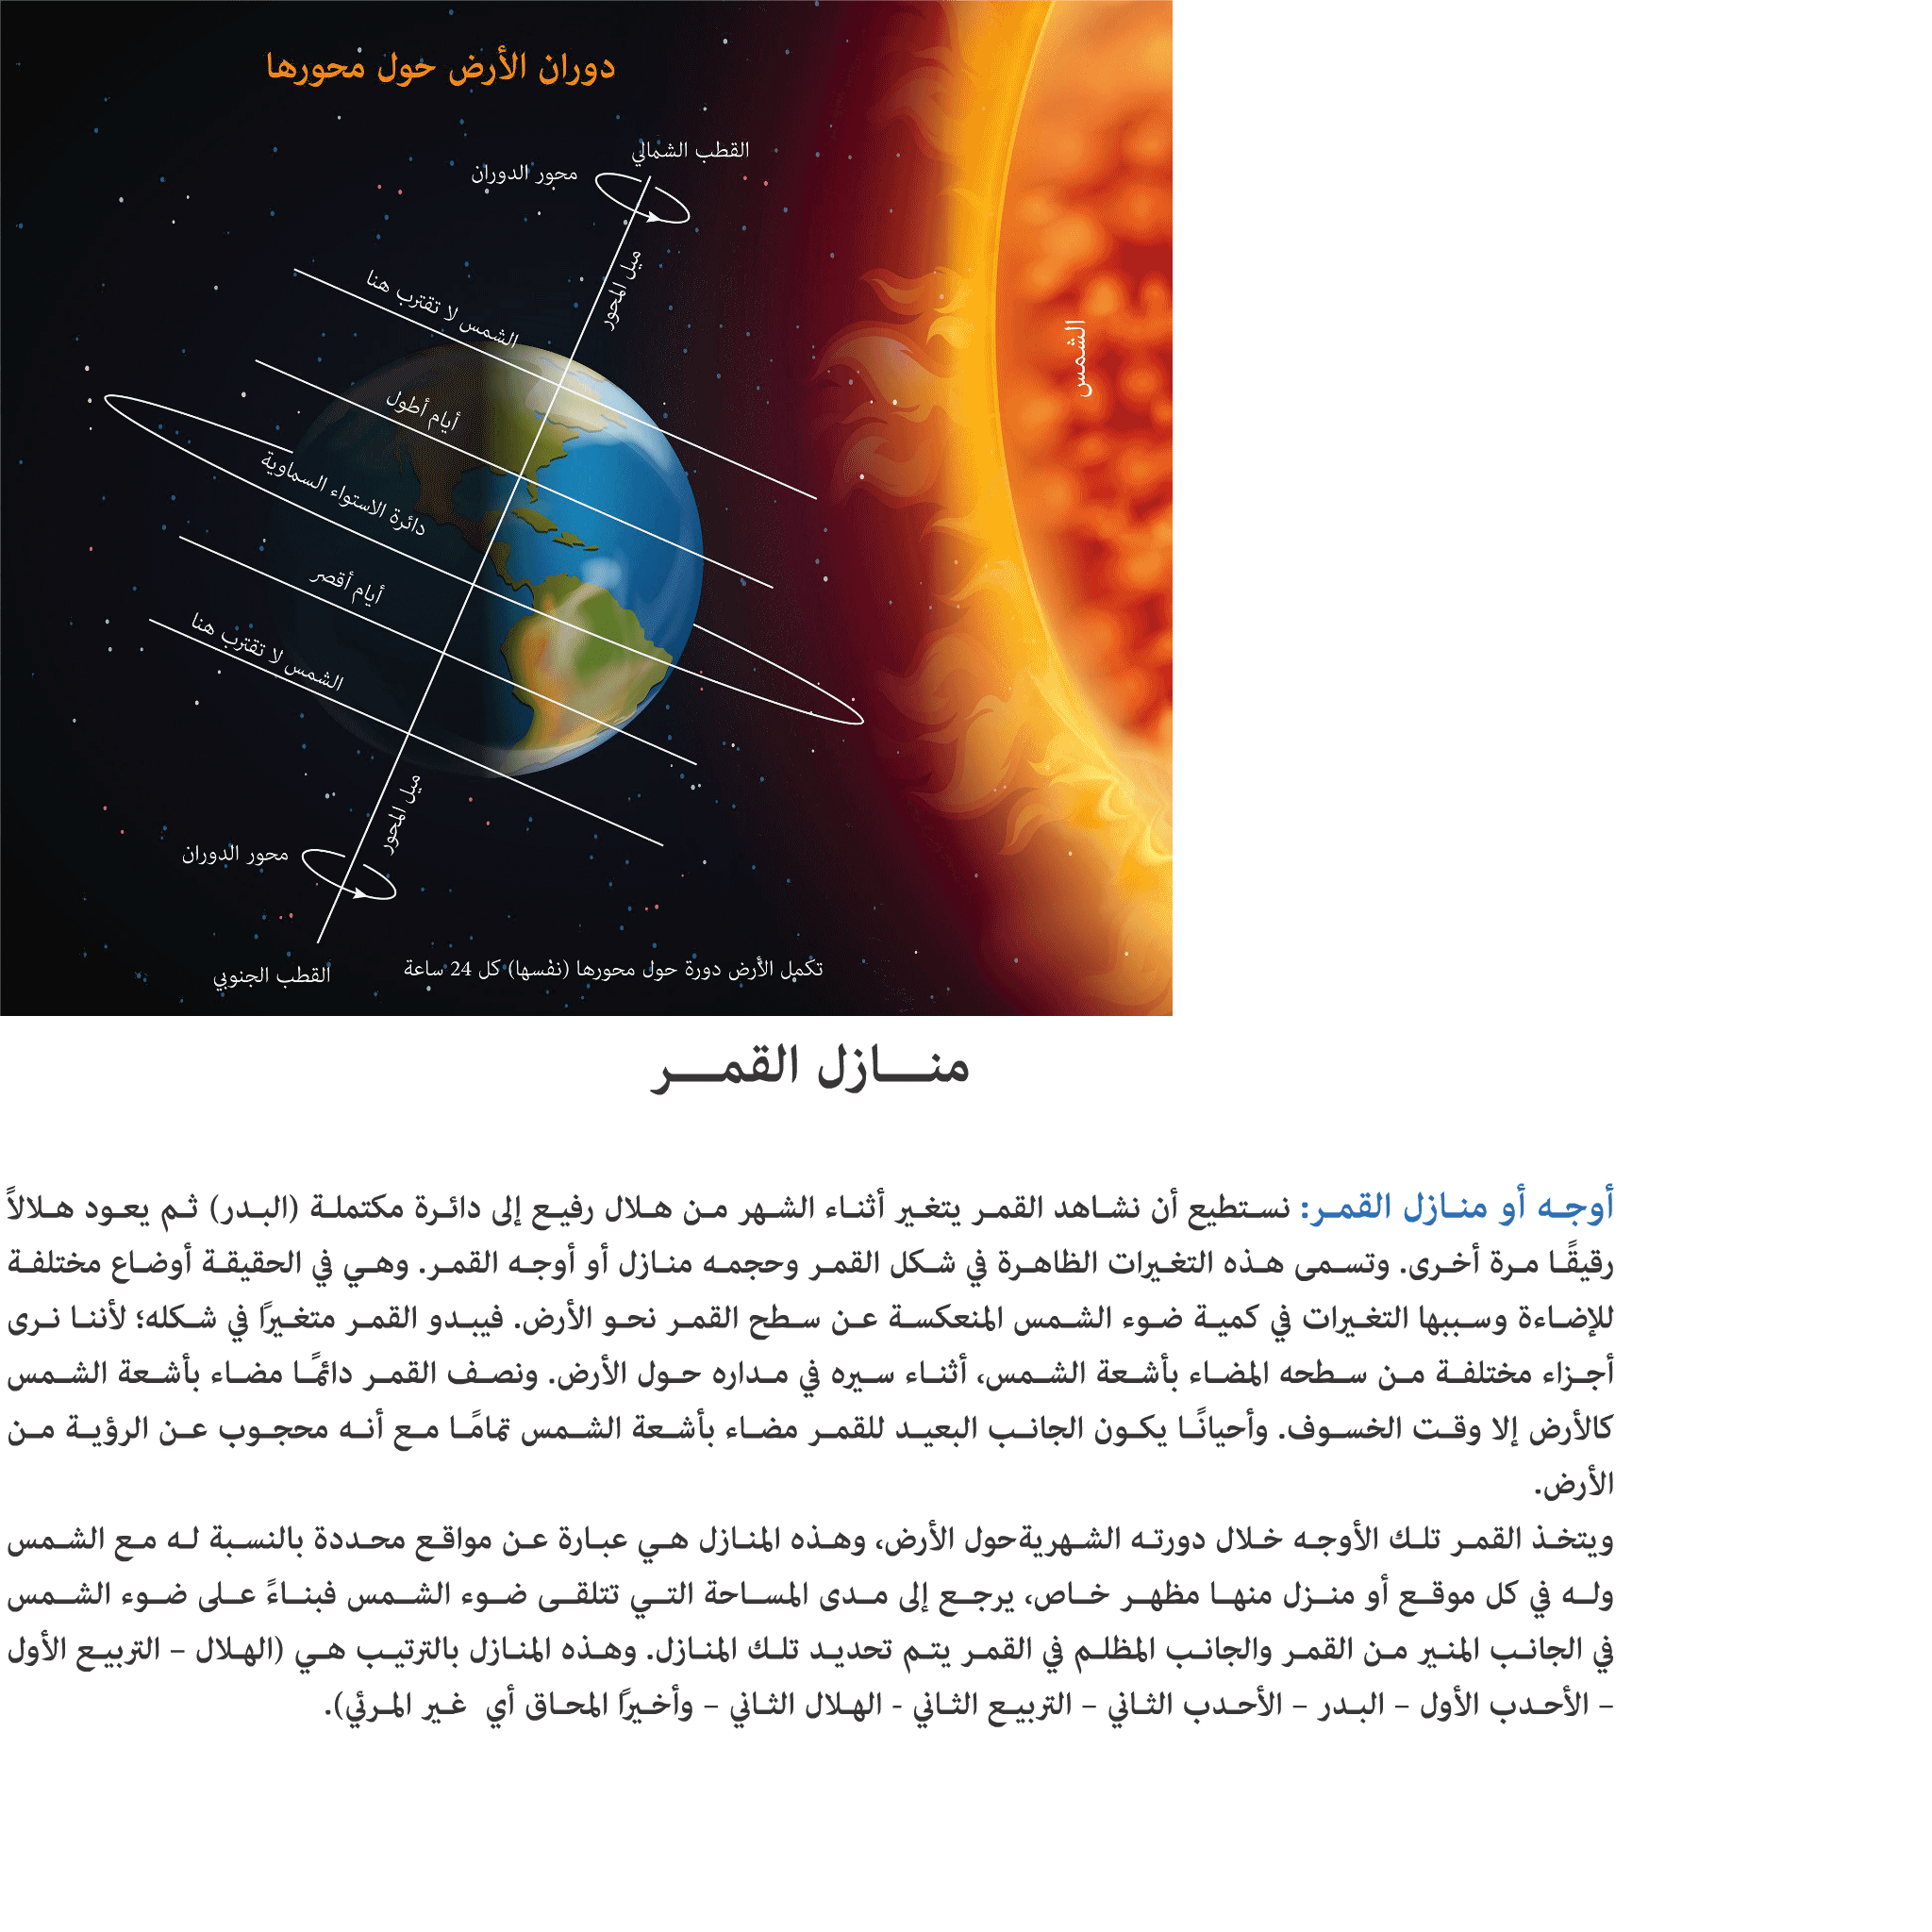 دوران الأرض حول محورها
القطب الشمالي
محور الدوران
ميل المحور
الشمس لا تقترب هنا
الشمس
أيام أطول
دائرة الاستواء السماوية
أيام أقصر
الشمس لا تقترب هنا
ميل المحور
محور الدوران
القطب الجنوبي
تكمل الأرض دورة حول محورها (نفسها) كل 24 ساعة
منازل القمر
أوجه أو منازل القمر: نستطيع أن نشاهد القمر يتغير أثناء الشهر من هلال رفيع إلى دائرة مكتملة (البدر) ثم يعود هلالاً
رقيقًا مرة أخرى. وتسمى هذه التغيرات الظاهرة في شكل القمر وحجمه منازل أو أوجه القمر. وهي في الحقيقة أوضاع مختلفة
للإضاءة وسببها التغيرات في كمية ضوء الشمس المنعكسة عن سطح القمر نحو الأرض. فيبدو القمر متغيرًا في شكله؛ لأننا نرى
أجزاء مختلفة من سطحه المضاء بأشعة الشمس، أثناء سيره في مداره حول الأرض. ونصف القمر دائمًا مضاء بأشعة الشمس
كالأرض إلا وقت الخسوف. وأحيانًا يكون الجانب البعيد للقمر مضاء بأشعة الشمس تمامًا مع أنه محجوب عن الرؤية من
الأرض.
ويتخذ القمر تلك الأوجه خلال دورته الشهريةحول الأرض، وهذه المنازل هي عبارة عن مواقع محددة بالنسبة له مع الشمس
وله في كل موقع أو منزل منها مظهر خاص، يرجع إلى مدى المساحة التي تتلقى ضوء الشمس فبناءً على ضوء الشمس
في الجانب المنير من القمر والجانب المظلم في القمر يتم تحديد تلك المنازل. وهذه المنازل بالترتيب هي (الهلال – التربيع الأول
– الأحدب الأول – البدر – الأحدب الثاني – التربيع الثاني - الهلال الثاني – وأخيرًا المحاق أي غير المرئي).